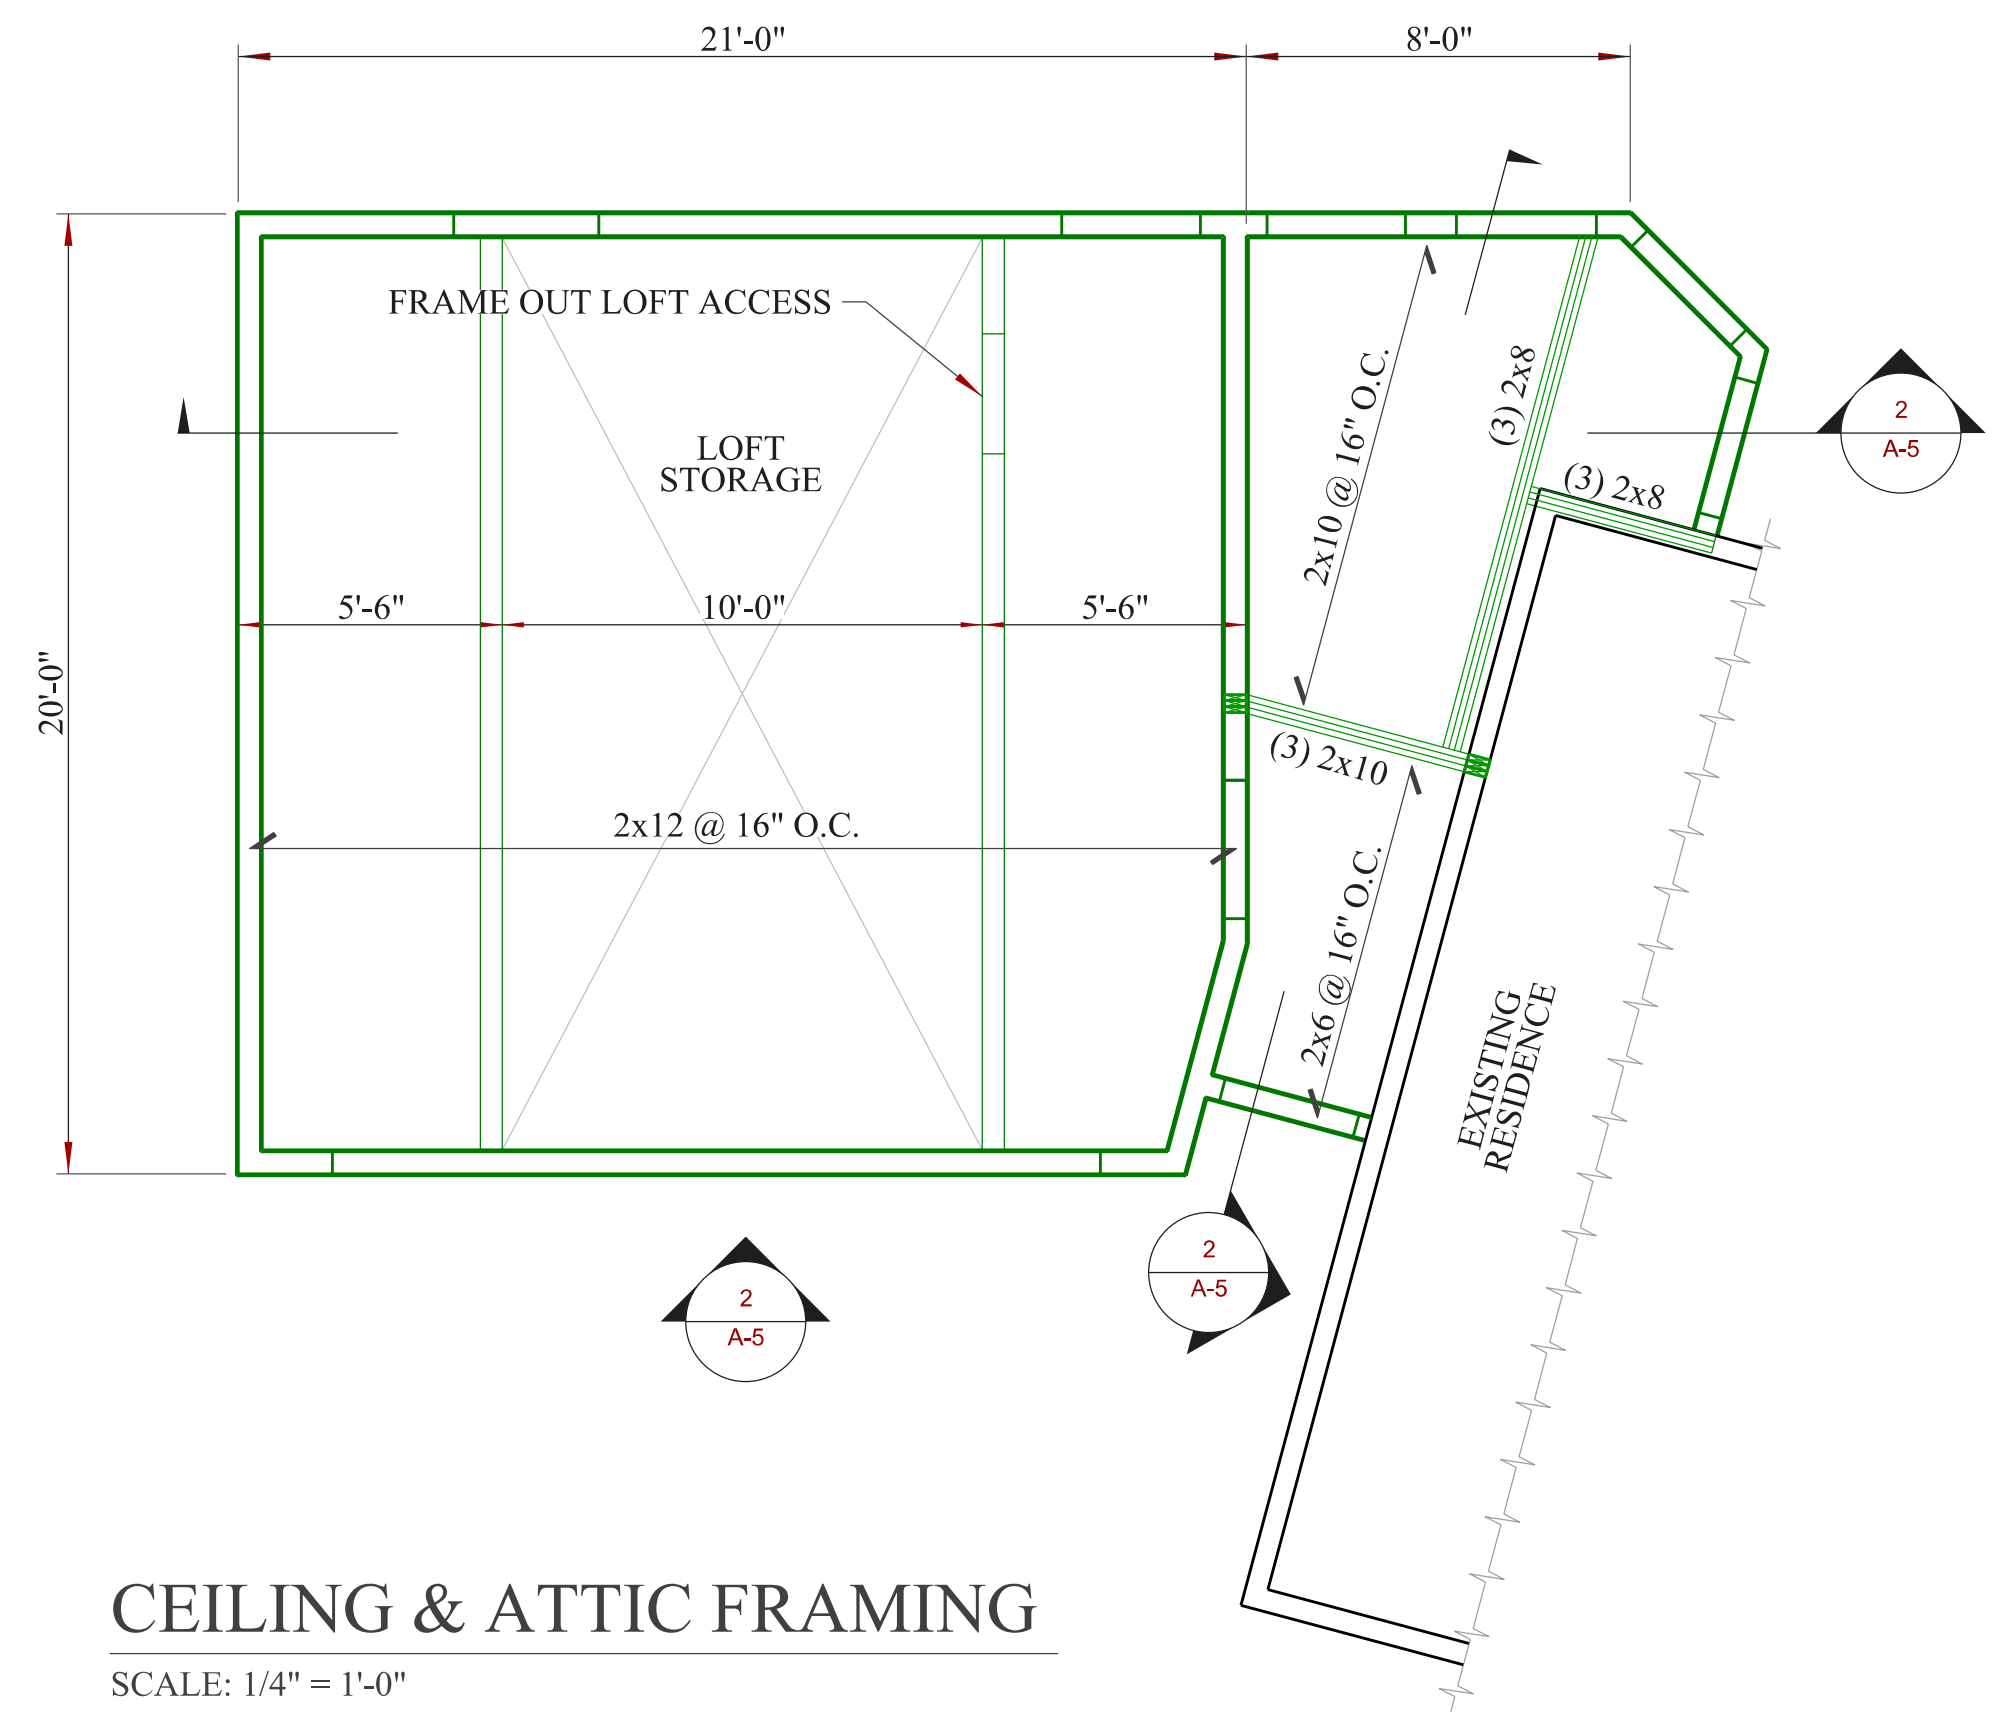 21'-0"
8'-0"
FRAME OUT LOFT ACCESS
2x10 @ 16" O.C.
(3) 2x8
2
A-5
LOFT
STORAGE
(3) 2x8
5'-6"
10'-0"
5'-6"
20'-0"
(3) 2x10
2x12 @ 16" O.C.
2x6 @ 16" O.C.
EXISTING
RESIDENCE
2
A-5
2
A-5
CEILING & ATTIC FRAMING
SCALE: 1/4" = 1'-0"